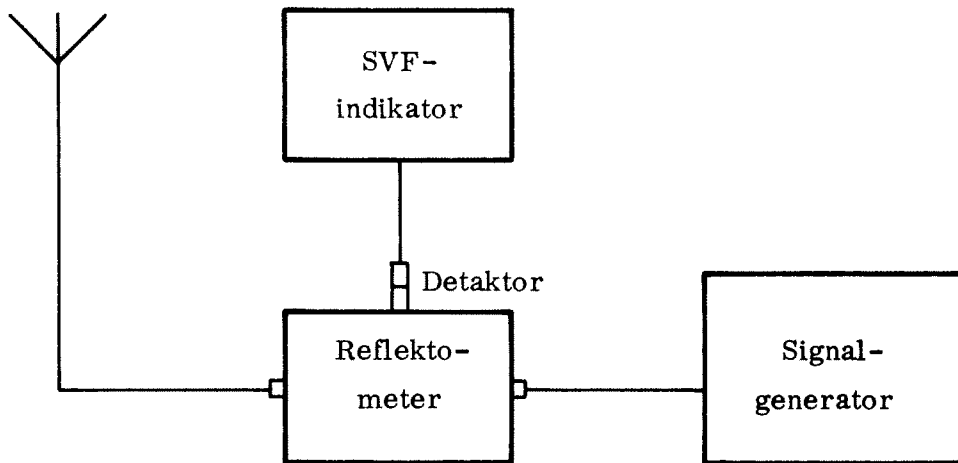 SVF-
indikator
Detaktor
Reflekto-
meter
Signal-
generator